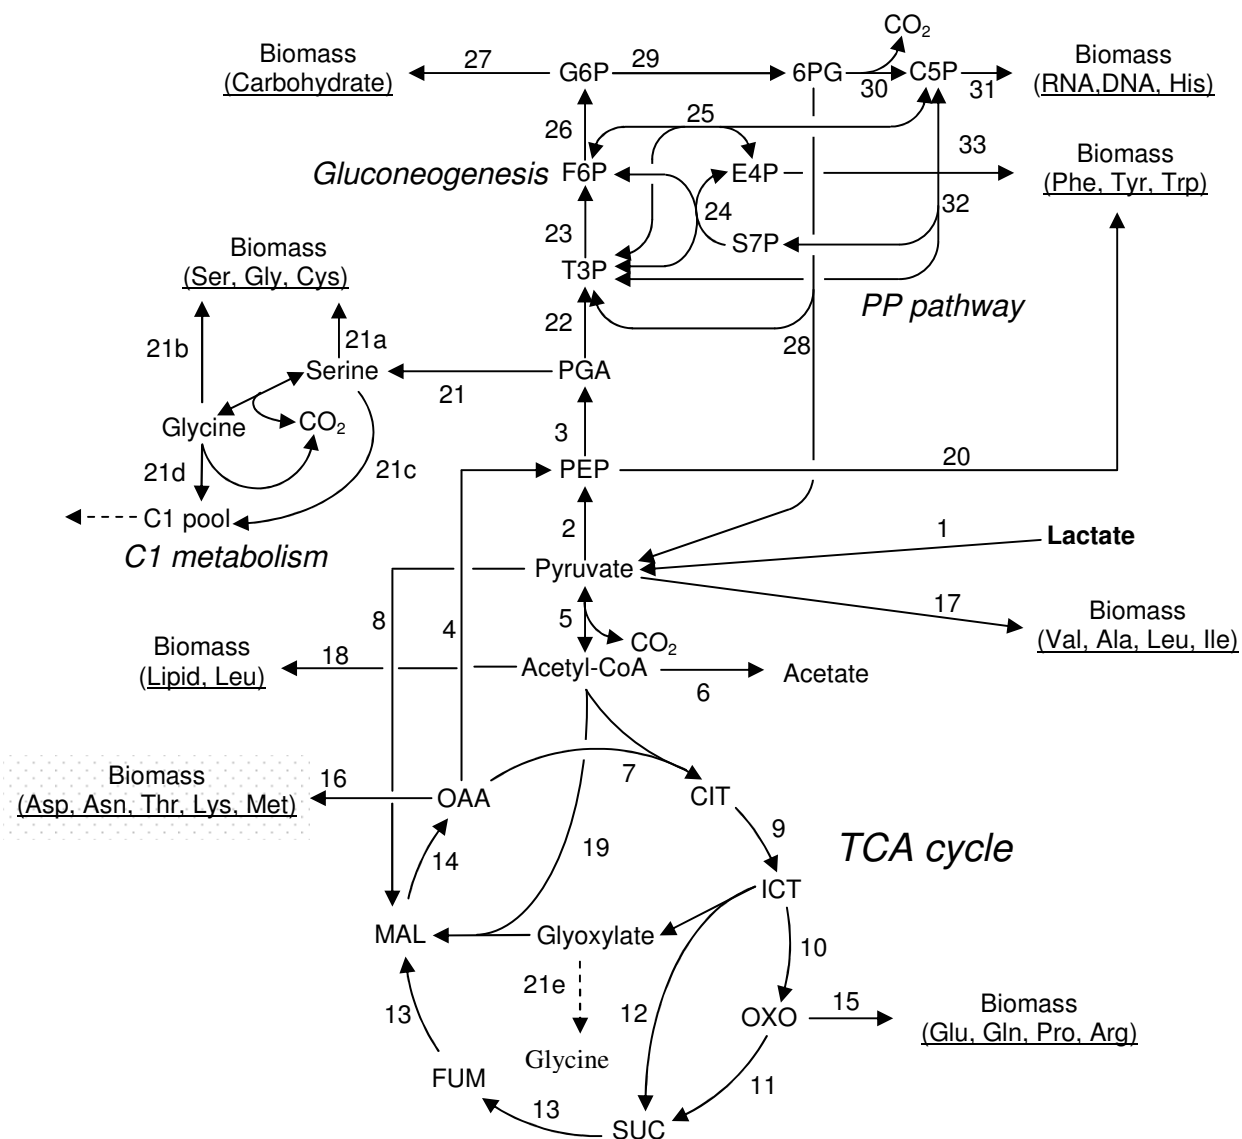 CO₂
Biomass
(Carbohydrate)
27
G6P
29
6PG
30
C5P
31
Biomass
(RNA,DNA, His)
26
25
33
Gluconeogenesis
F6P
E4P
Biomass
(Phe, Tyr, Trp)
23
24
32
S7P
T3P
Biomass
(Ser, Gly, Cys)
PP pathway
22
28
21b
21a
Serine
21
PGA
Glycine
CO₂
3
21d
21c
PEP
20
C1 pool
2
1
Lactate
C1 metabolism
Pyruvate
8
4
5
CO₂
17
Biomass
(Val, Ala, Leu, Ile)
Biomass
(Lipid, Leu)
18
Acetyl-CoA
6
Acetate
Biomass
(Asp, Asn, Thr, Lys, Met)
16
OAA
7
CIT
9
TCA cycle
14
19
ICT
MAL
Glyoxylate
10
21e
12
13
OXO
15
Biomass
(Glu, Gln, Pro, Arg)
Glycine
FUM
11
13
SUC